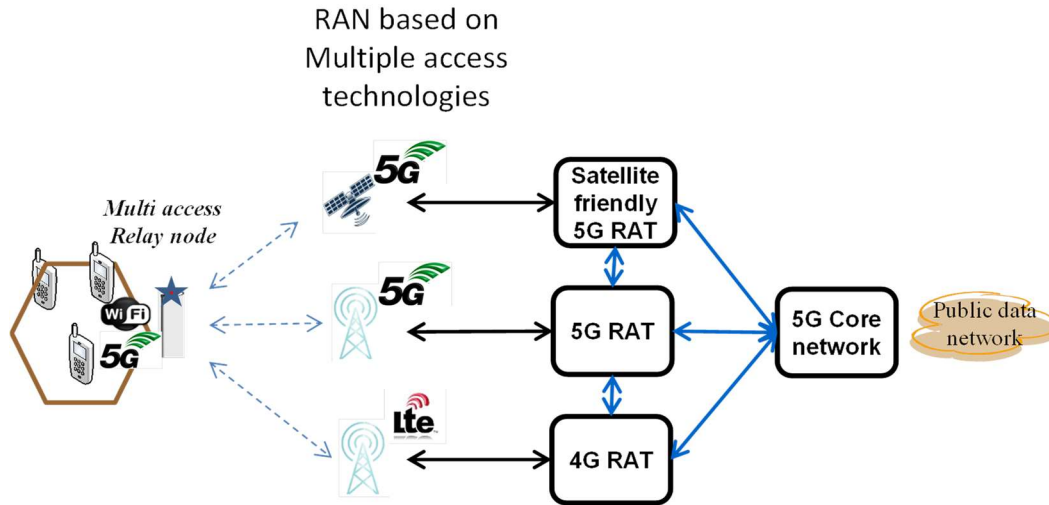 RAN based on
Multiple access
technologies
5G
Satellite
friendly
5G RAT
Multi access
Relay node
WiFi
5G
5G
5G RAT
5G Core
network
Public data
network
Lte
4G RAT